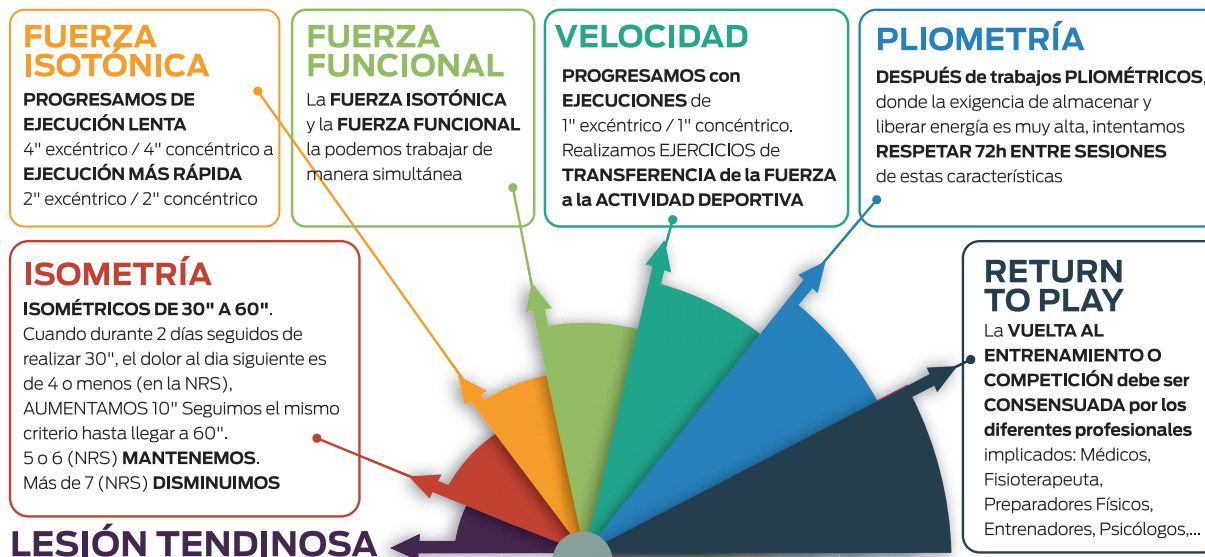 FUERZA
ISOTÓNICA
PROGRESAMOS DE
EJECUCIÓN LENTA
4" excéntrico / 4" concéntrico a
EJECUCIÓN MÁS RÁPIDA
2" excéntrico / 2" concéntrico
FUERZA
FUNCIONAL
La FUERZA ISOTÓNICA
y la FUERZA FUNCIONAL
la podemos trabajar de
manera simultánea
VELOCIDAD
PROGRESAMOS con
EJECUCIONES de
1" excéntrico / 1" concéntrico.
Realizamos EJERCICIOS de
TRANSFERENCIA de la FUERZA
a la ACTIVIDAD DEPORTIVA
PLIOMETRÍA
DESPUÉS de trabajos PLIOMÉTRICOS,
donde la exigencia de almacenar y
liberar energía es muy alta, intentamos
RESPETAR 72h ENTRE SESIONES
de estas características
ISOMETRÍA
ISOMÉTRICOS DE 30" A 60".
Cuando durante 2 días seguidos de
realizar 30", el dolor al dia siguiente es
de 4 o menos (en la NRS),
AUMENTAMOS 10" Seguimos el mismo
criterio hasta llegar a 60".
5 o 6 (NRS) MANTENEMOS.
Más de 7 (NRS) DISMINUIMOS
RETURN
TO PLAY
La VUELTA AL
ENTRENAMIENTO O
COMPETICIÓN debe ser
CONSENSUADA por los
diferentes profesionales
implicados: Médicos,
Fisioterapeuta,
Preparadores Físicos,
Entrenadores, Psicólogos,...
LESIÓN TENDINOSA